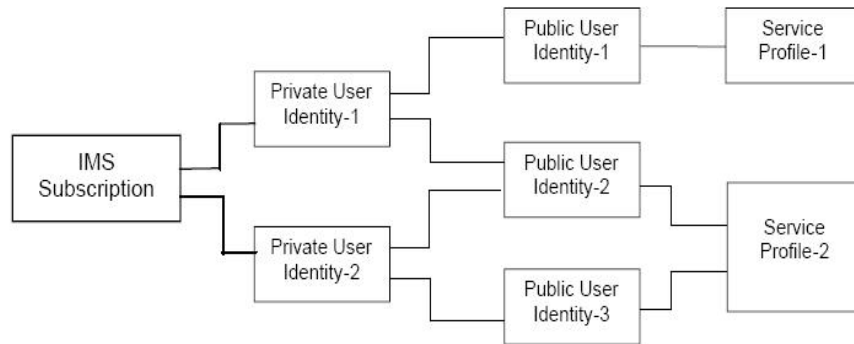 IMS
Subscription
Private User
Identity-1
Private User
Identity-2
Public User
Identity-1
Public User
Identity-2
Public User
Identity-3
Service
Profile-1
Service
Profile-2